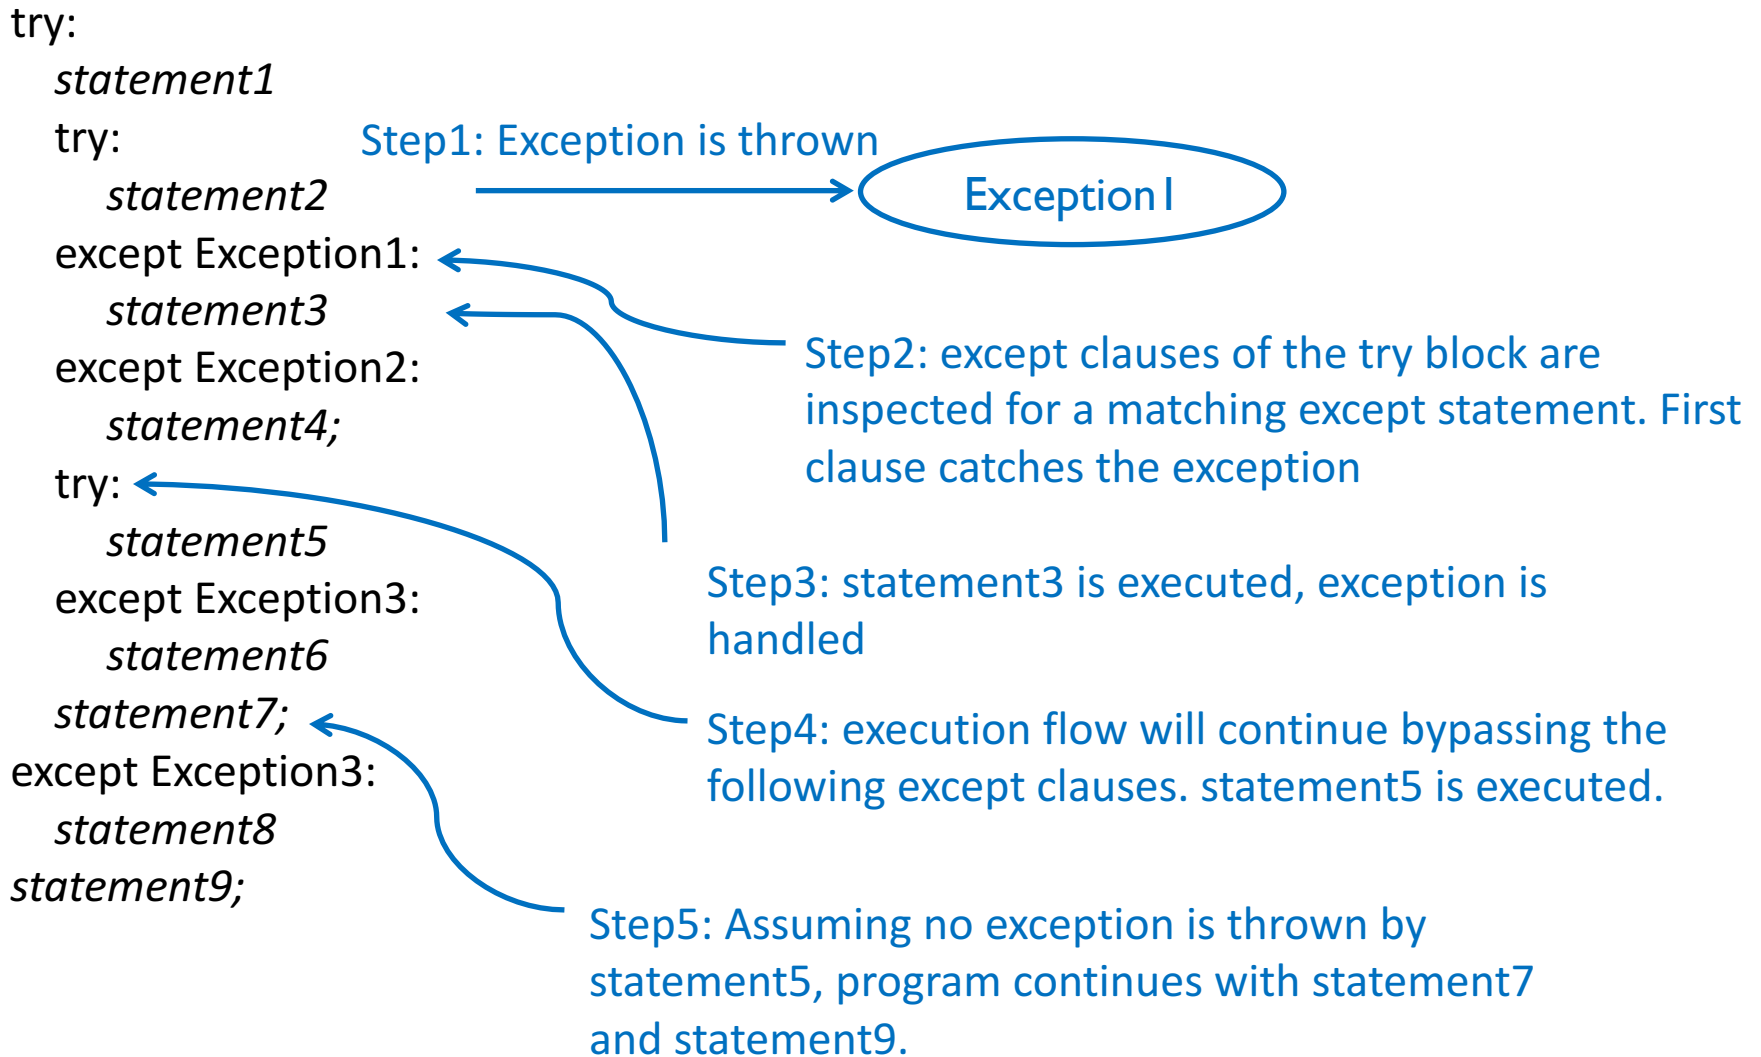 try:
statement1
try:
Step1: Exception is thrown
statement2
Exception1
except Exception1:
statement3
Step2: except clauses of the try block are
inspected for a matching except statement. First
clause catches the exception
except Exception2:
statement4;
try:
statement5
Step3: statement3 is executed, exception is
handled
except Exception3:
statement6
statement7;
Step4: execution flow will continue bypassing the
following except clauses. statement5 is executed.
except Exception3:
statement8
statement9;
Step5: Assuming no exception is thrown by
statement5, program continues with statement7
and statement9.